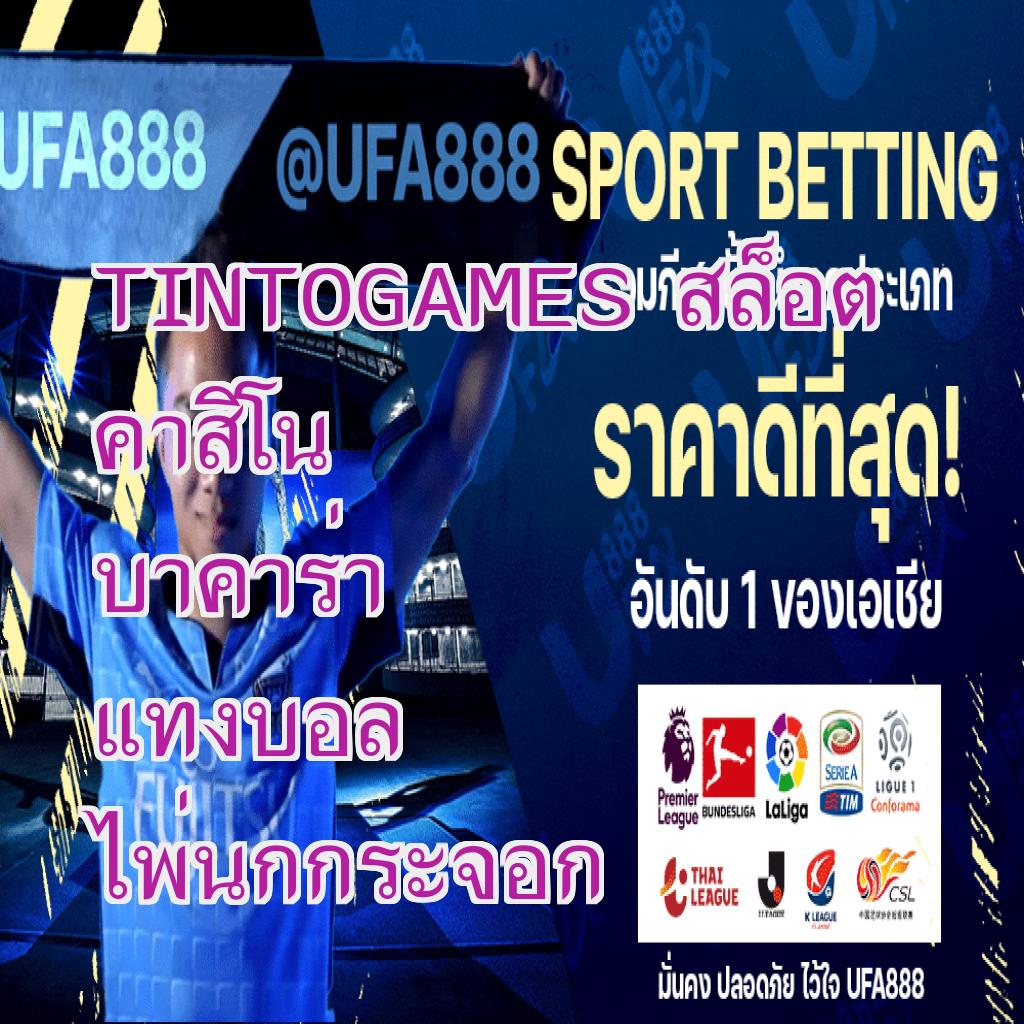 UFA888
@UFA888
SPORT BETTING
TINTOGAMES สล็อต
ราคาดีที่สุด!
คาสิโน
บาคาร่า
อันดับ 1 ของเอเชีย
แทงบอล
ไพ่นกกระจอก
Premier League
BUNDESLIGA
LaLiga
SERIE A
TIM
LIGUE 1
Conforama
THAI LEAGUE
J.LEAGUE
K LEAGUE
CSL
มั่นคง ปลอดภัย ไว้ใจ UFA888